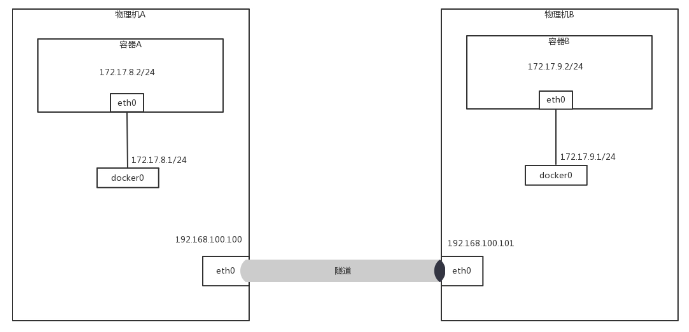 物理机A
容器A
172.17.8.2/24
eth0
172.17.8.1/24
docker0
192.168.100.100
eth0
隧道
物理机B
容器B
172.17.9.2/24
eth0
172.17.9.1/24
docker0
192.168.100.101
eth0